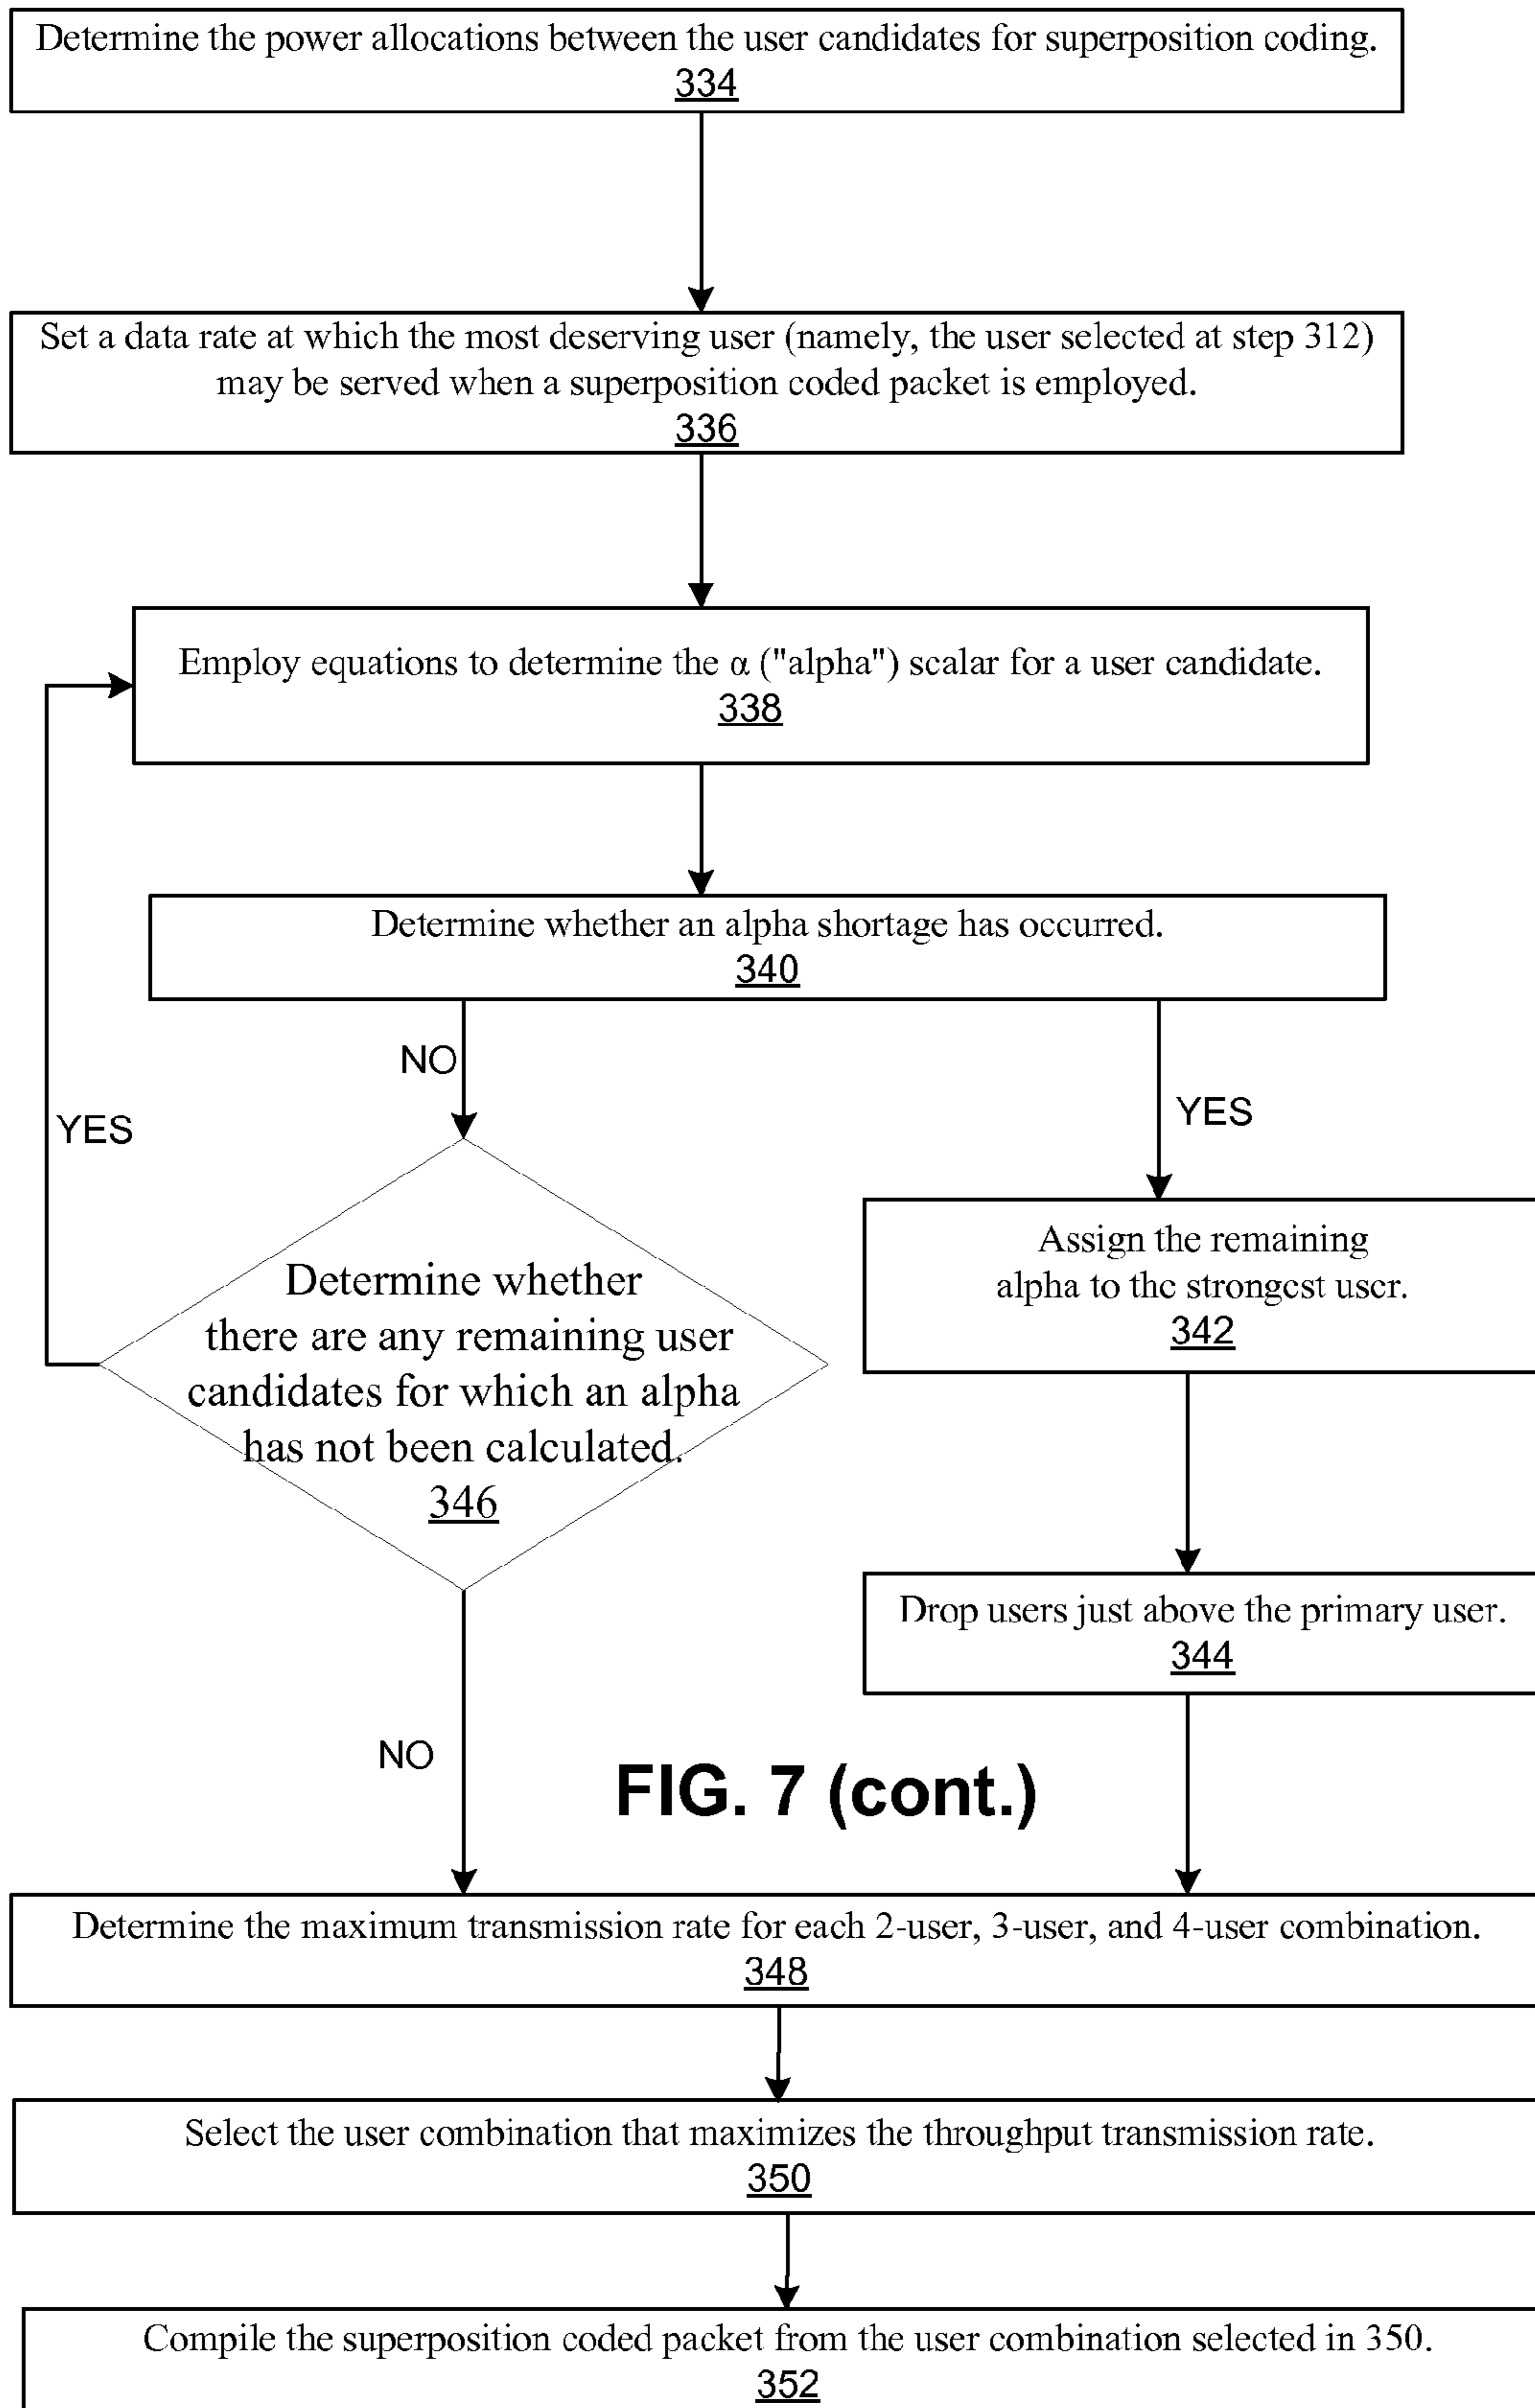 Determine the power allocations between the user candidates for superposition coding.
334
Set a data rate at which the most deserving user (namely, the user selected at step 312)
may be served when a superposition coded packet is employed.
336
Employ equations to determine the α ("alpha") scalar for a user candidate.
338
Determine whether an alpha shortage has occurred.
340
NO
YES
YES
Determine whether
there are any remaining user
candidates for which an alpha
has not been calculated.
346
Assign the remaining
alpha to the strongest user.
342
Drop users just above the primary user.
344
NO
FIG. 7 (cont.)
Determine the maximum transmission rate for each 2-user, 3-user, and 4-user combination.
348
Select the user combination that maximizes the throughput transmission rate.
350
Compile the superposition coded packet from the user combination selected in 350.
352